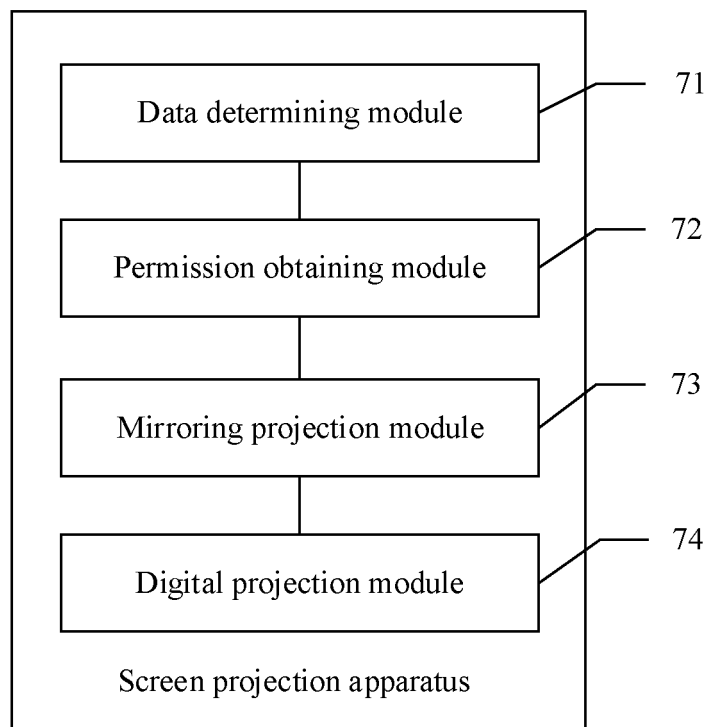 Data determining module
71
Permission obtaining module
72
Mirroring projection module
73
Digital projection module
74
Screen projection apparatus